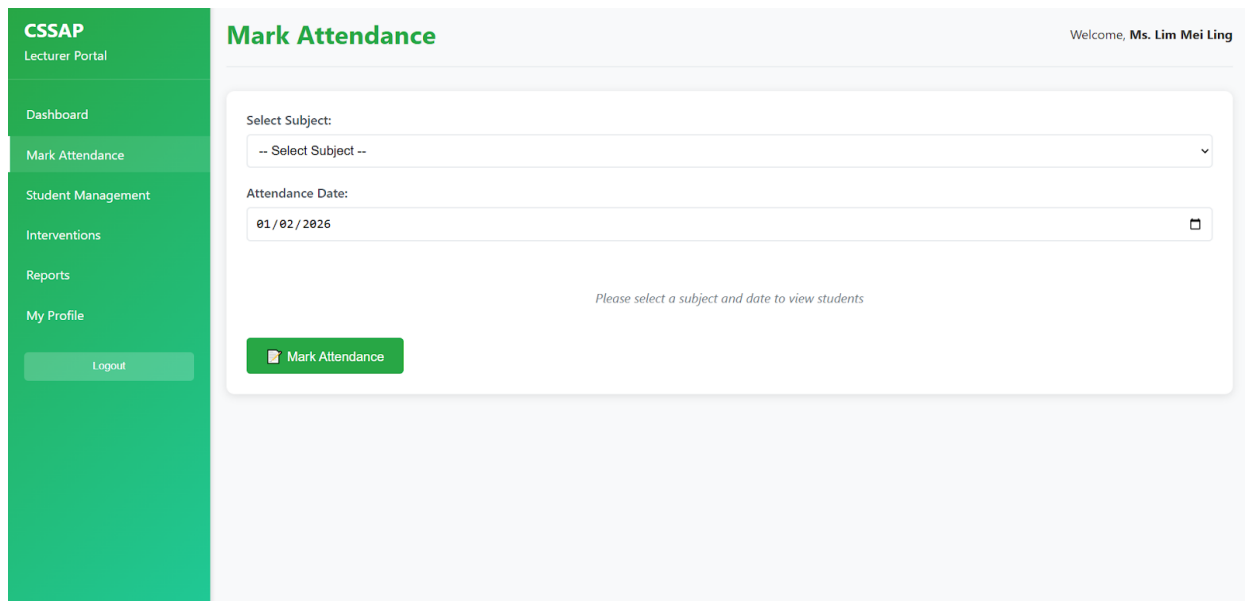 CSSAP
Lecturer Portal
Dashboard
Mark Attendance
Student Management
Interventions
Reports
My Profile
Logout
Mark Attendance
Welcome, Ms. Lim Mei Ling
Select Subject:
-- Select Subject --
Attendance Date:
01/02/2026
Please select a subject and date to view students
📝 Mark Attendance